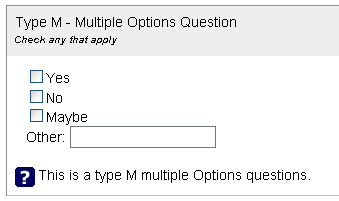 Type M - Multiple Options Question
Check any that apply
Yes
No
Maybe
Other:
? This is a type M multiple Options questions.